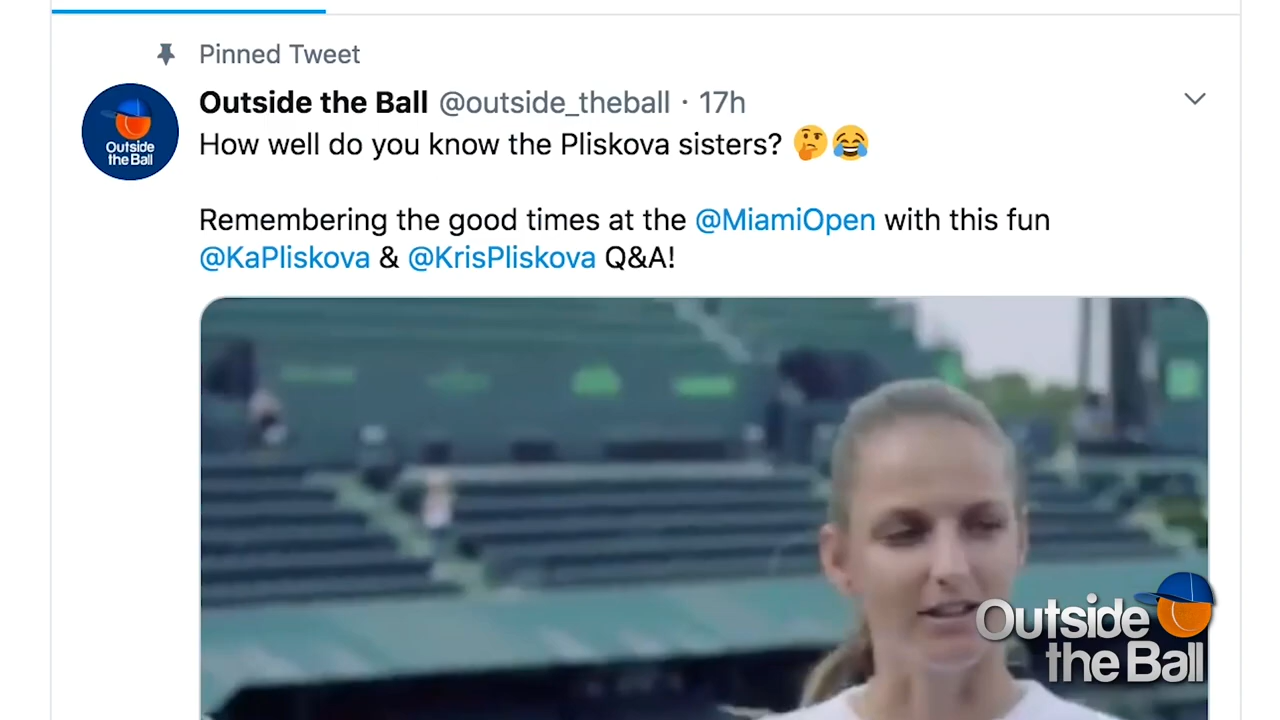 Pinned Tweet
Outside the Ball @outside_theball · 17h
How well do you know the Pliskova sisters? 🤔😂
Remembering the good times at the @MiamiOpen with this fun
@KaPliskova & @KrisPliskova Q&A!
Outside
the Ball
Outside
the Ball